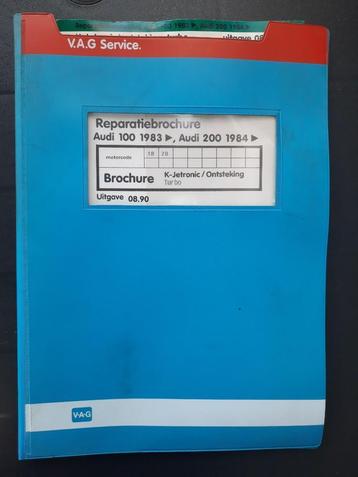 V.A.G Service.
Reparatiebrochure
Audi 100 1983 ►, Audi 200 1984 ►
motorcode 1B 2B
Brochure K-Jetronic / Ontsteking
Turbo
Uitgave 08.90
V·A·G